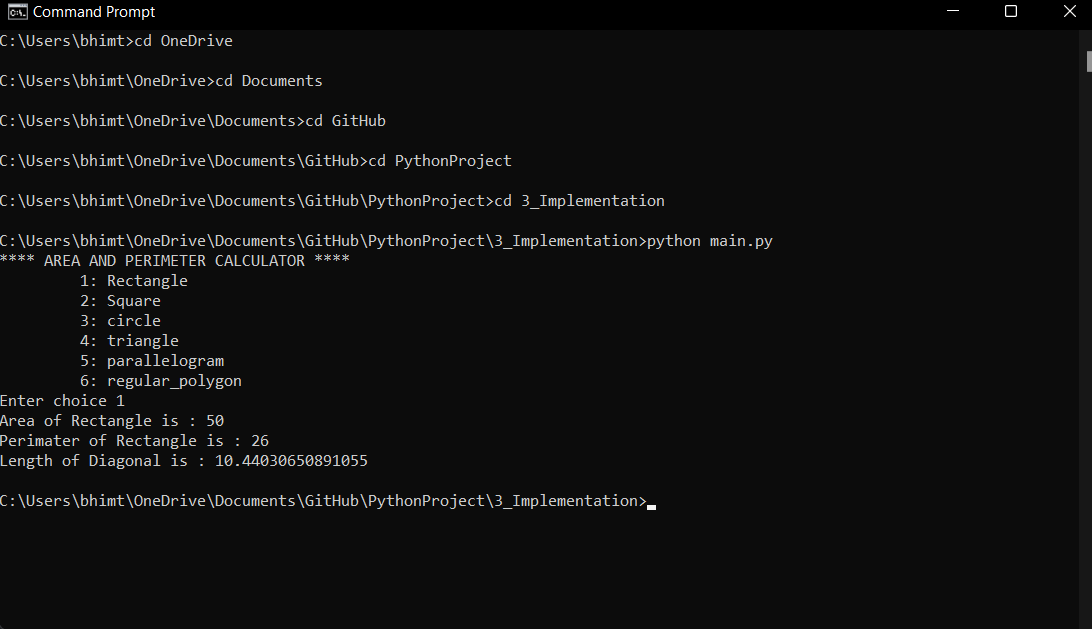 Command Prompt
C:\Users\bhimt>cd OneDrive
C:\Users\bhimt\OneDrive>cd Documents
C:\Users\bhimt\OneDrive\Documents>cd GitHub
C:\Users\bhimt\OneDrive\Documents\GitHub>cd PythonProject
C:\Users\bhimt\OneDrive\Documents\GitHub\PythonProject>cd 3_Implementation
C:\Users\bhimt\OneDrive\Documents\GitHub\PythonProject\3_Implementation>python main.py
**** AREA AND PERIMETER CALCULATOR ****
1: Rectangle
2: Square
3: circle
4: triangle
5: parallelogram
6: regular_polygon
Enter choice 1
Area of Rectangle is : 50
Perimater of Rectangle is : 26
Length of Diagonal is : 10.44030650891055
C:\Users\bhimt\OneDrive\Documents\GitHub\PythonProject\3_Implementation>